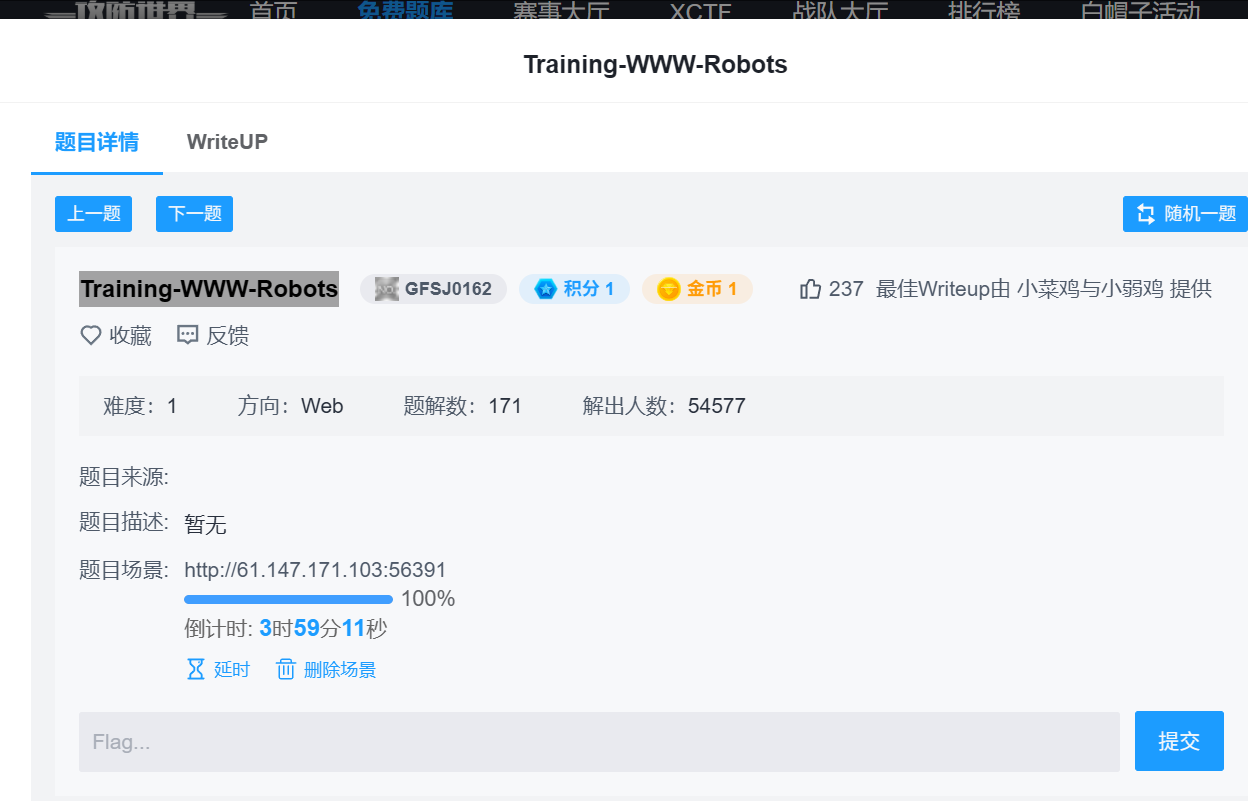 攻防世界 首页 免费题库 赛事大厅 XCTF 战队大厅 排行榜 白帽子活动
Training-WWW-Robots
题目详情 WriteUP
上一题 下一题 随机一题
Training-WWW-Robots GFSJ0162 积分 1 金币 1 237 最佳Writeup由 小菜鸡与小弱鸡 提供
收藏 反馈
难度：1 方向：Web 题解数：171 解出人数：54577
题目来源:
题目描述: 暂无
题目场景: http://61.147.171.103:56391
100%
倒计时: 3时59分11秒
延时 删除场景
Flag...
提交